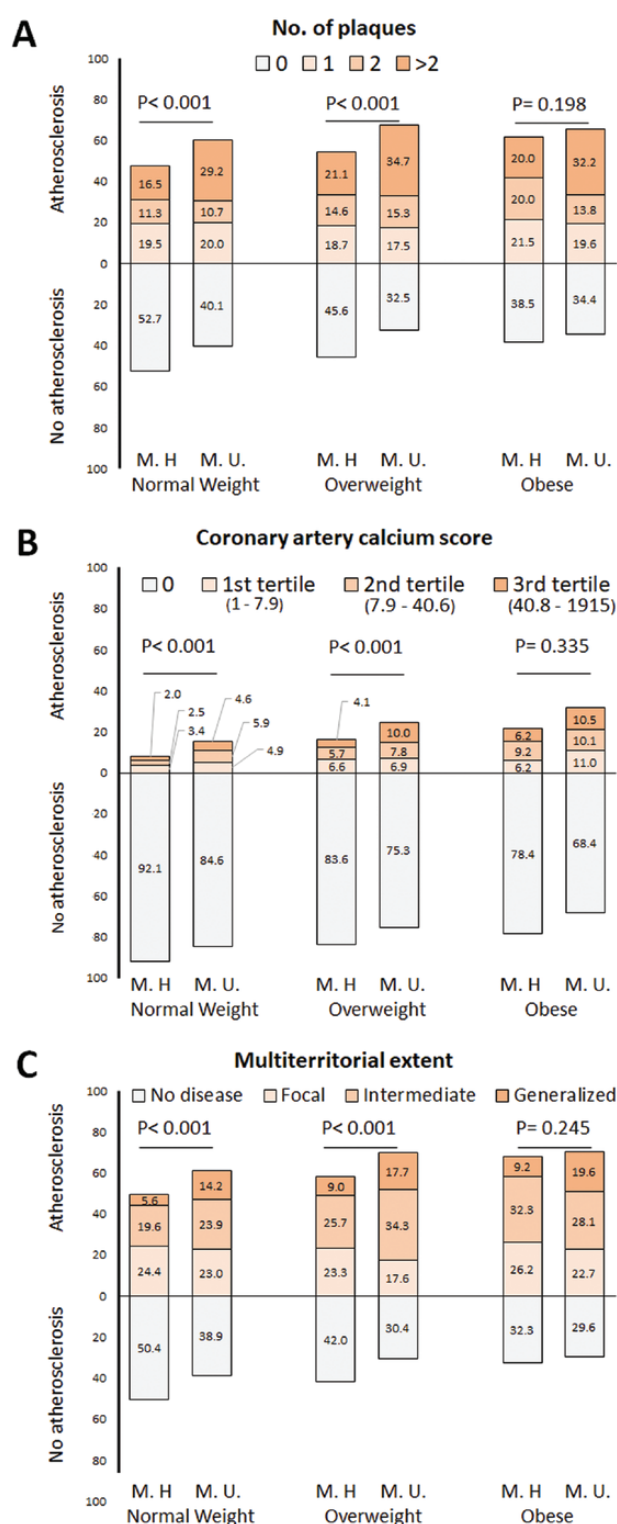 A
No. of plaques
0 1 2 >2
P< 0.001 P< 0.001 P= 0.198
Atherosclerosis
No atherosclerosis
100
80
60
40
20
0
20
40
60
80
100
16.5 29.2 21.1 34.7 20.0 32.2
11.3 10.7 14.6 15.3 20.0 13.8
19.5 20.0 18.7 17.5 21.5 19.6
52.7 40.1 45.6 32.5 38.5 34.4
M. H M. U. M. H M. U. M. H M. U.
Normal Weight Overweight Obese
B
Coronary artery calcium score
0 1st tertile 2nd tertile 3rd tertile
(1 - 7.9) (7.9 - 40.6) (40.8 - 1915)
P< 0.001 P< 0.001 P= 0.335
Atherosclerosis
No atherosclerosis
100
80
60
40
20
0
20
40
60
80
100
2.0 4.6 4.1 10.0 6.2 10.5
2.5 5.9 5.7 7.8 9.2 10.1
3.4 4.9 6.6 6.9 6.2 11.0
92.1 84.6 83.6 75.3 78.4 68.4
M. H M. U. M. H M. U. M. H M. U.
Normal Weight Overweight Obese
C
Multiterritorial extent
No disease Focal Intermediate Generalized
P< 0.001 P< 0.001 P= 0.245
Atherosclerosis
No atherosclerosis
100
80
60
40
20
0
20
40
60
80
100
5.6 14.2 9.0 17.7 9.2 19.6
19.6 23.9 25.7 34.3 32.3 28.1
24.4 23.0 23.3 17.6 26.2 22.7
50.4 38.9 42.0 30.4 32.3 29.6
M. H M. U. M. H M. U. M. H M. U.
Normal Weight Overweight Obese